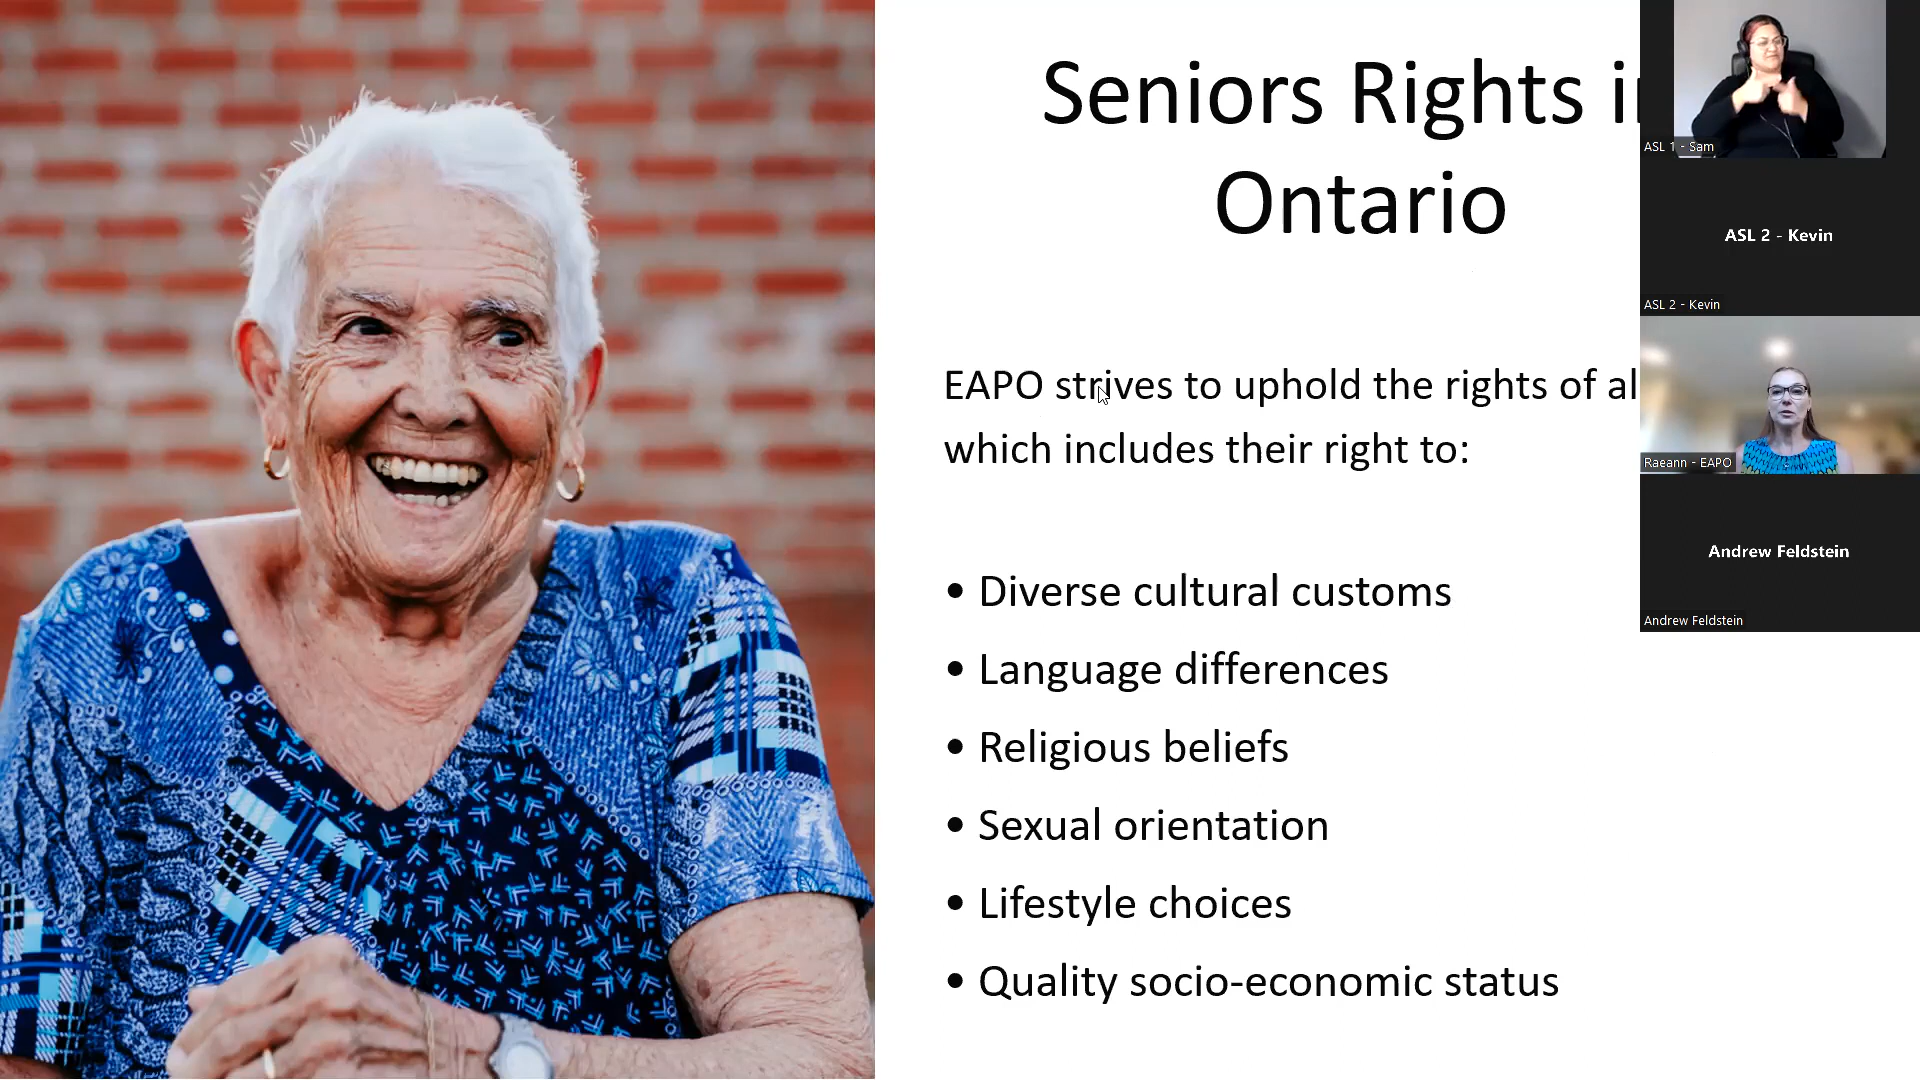 Seniors Rights in
Ontario
EAPO strives to uphold the rights of al
which includes their right to:
• Diverse cultural customs
• Language differences
• Religious beliefs
• Sexual orientation
• Lifestyle choices
• Quality socio-economic status
ASL 1 - Sam
ASL 2 - Kevin
ASL 2 - Kevin
Raeann - EAPO
Andrew Feldstein
Andrew Feldstein